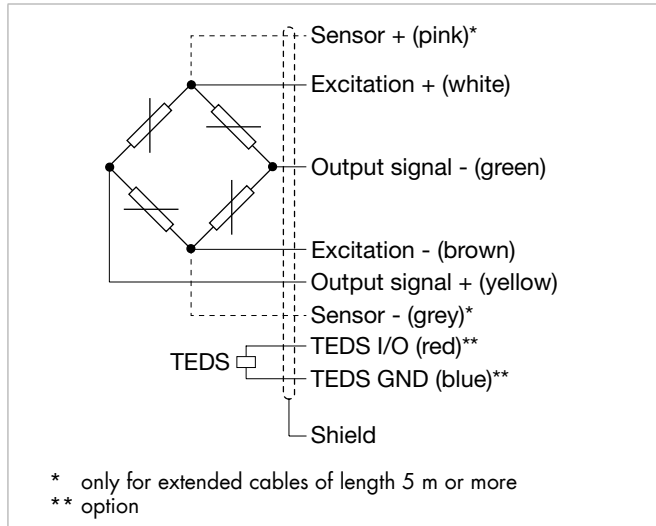 Sensor + (pink)*
Excitation + (white)
Output signal - (green)
Excitation - (brown)
Output signal + (yellow)
Sensor - (grey)*
TEDS I/O (red)**
TEDS
TEDS GND (blue)**
Shield
* only for extended cables of length 5 m or more
** option